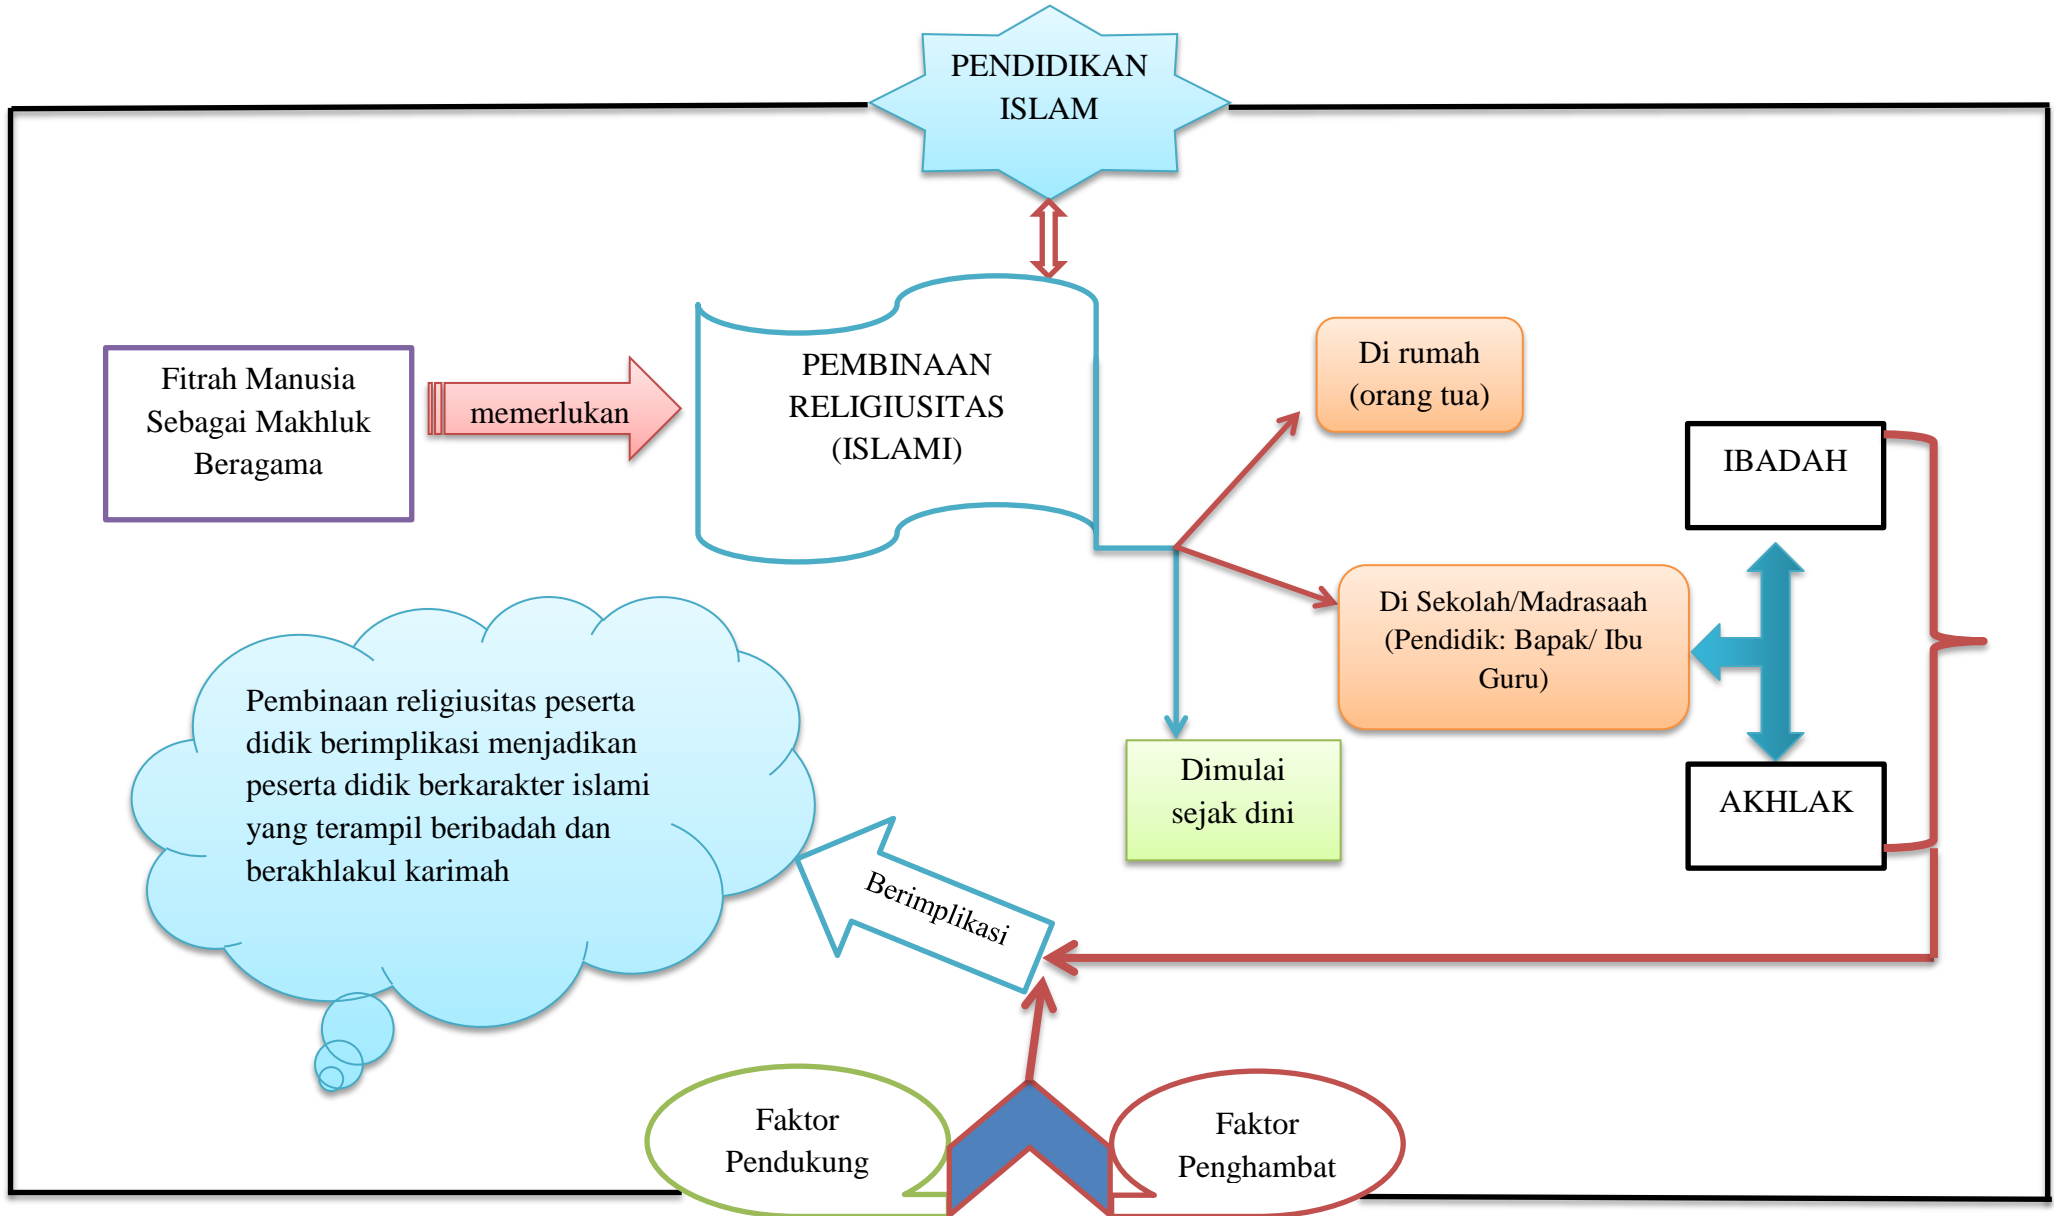 PENDIDIKAN
ISLAM
Fitrah Manusia
Sebagai Makhluk
Beragama
memerlukan
PEMBINAAN
RELIGIUSITAS
(ISLAMI)
Di rumah
(orang tua)
IBADAH
Di Sekolah/Madrasaah
(Pendidik: Bapak/ Ibu
Guru)
Dimulai
sejak dini
AKHLAK
Pembinaan religiusitas peserta
didik berimplikasi menjadikan
peserta didik berkarakter islami
yang terampil beribadah dan
berakhlakul karimah
Berimplikasi
Faktor
Pendukung
Faktor
Penghambat